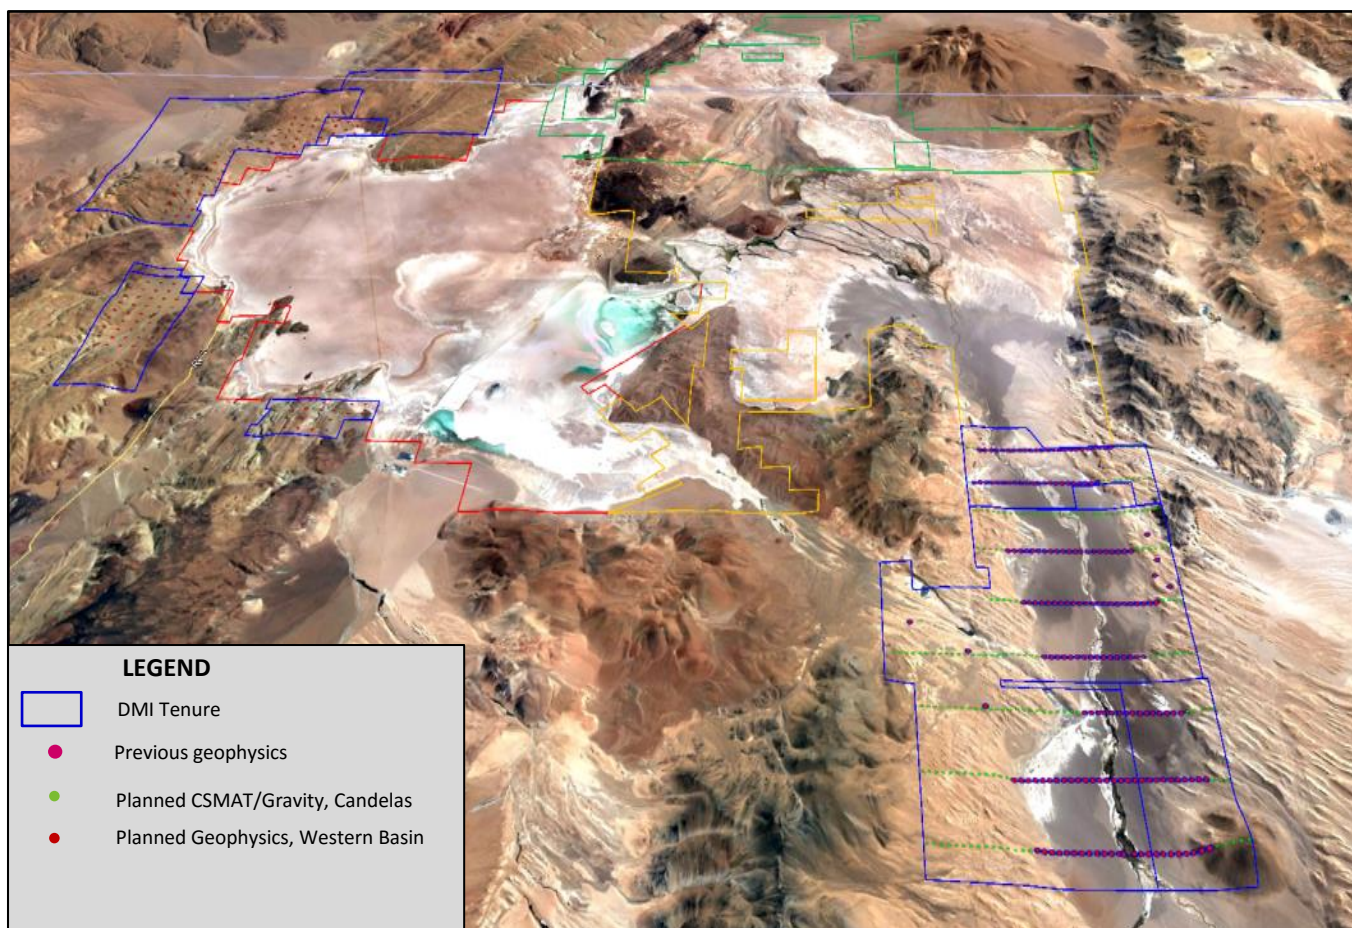 LEGEND
DMI Tenure
Previous geophysics
Planned CSMAT/Gravity, Candelas
Planned Geophysics, Western Basin